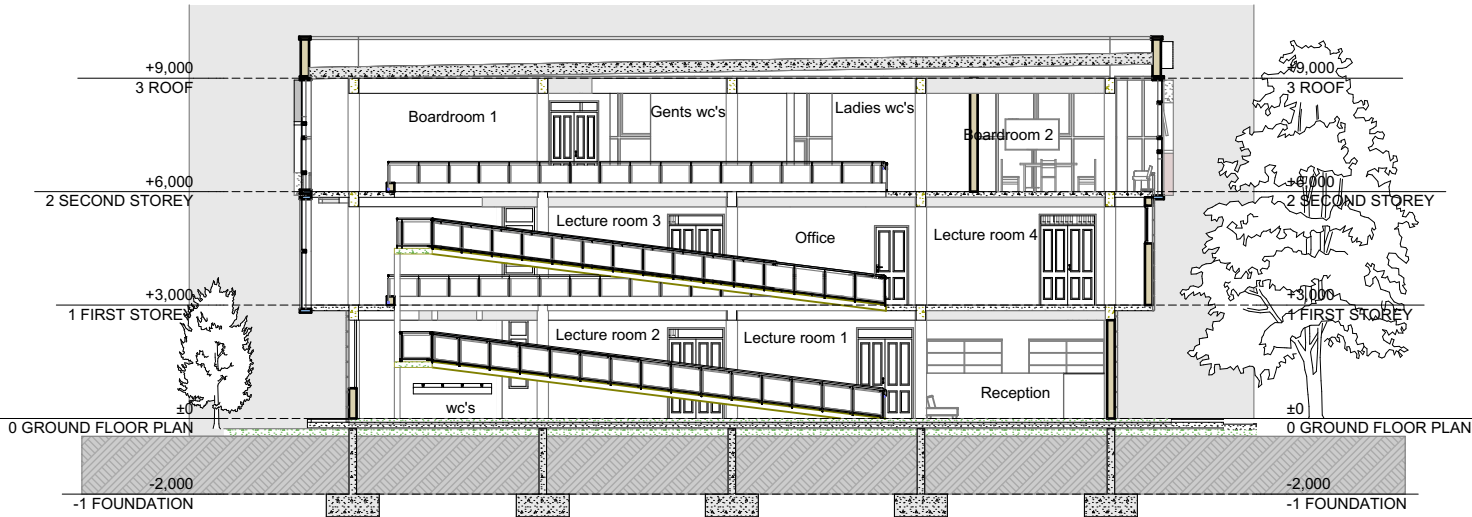 +9,000
3 ROOF
+9,000
3 ROOF
Boardroom 1
Gents wc's
Ladies wc's
Boardroom 2
+6,000
2 SECOND STOREY
+6,000
2 SECOND STOREY
Lecture room 3
Office
Lecture room 4
+3,000
1 FIRST STOREY
+3,000
1 FIRST STOREY
Lecture room 2
Lecture room 1
Reception
wc's
±0
0 GROUND FLOOR PLAN
±0
0 GROUND FLOOR PLAN
-2,000
-1 FOUNDATION
-2,000
-1 FOUNDATION